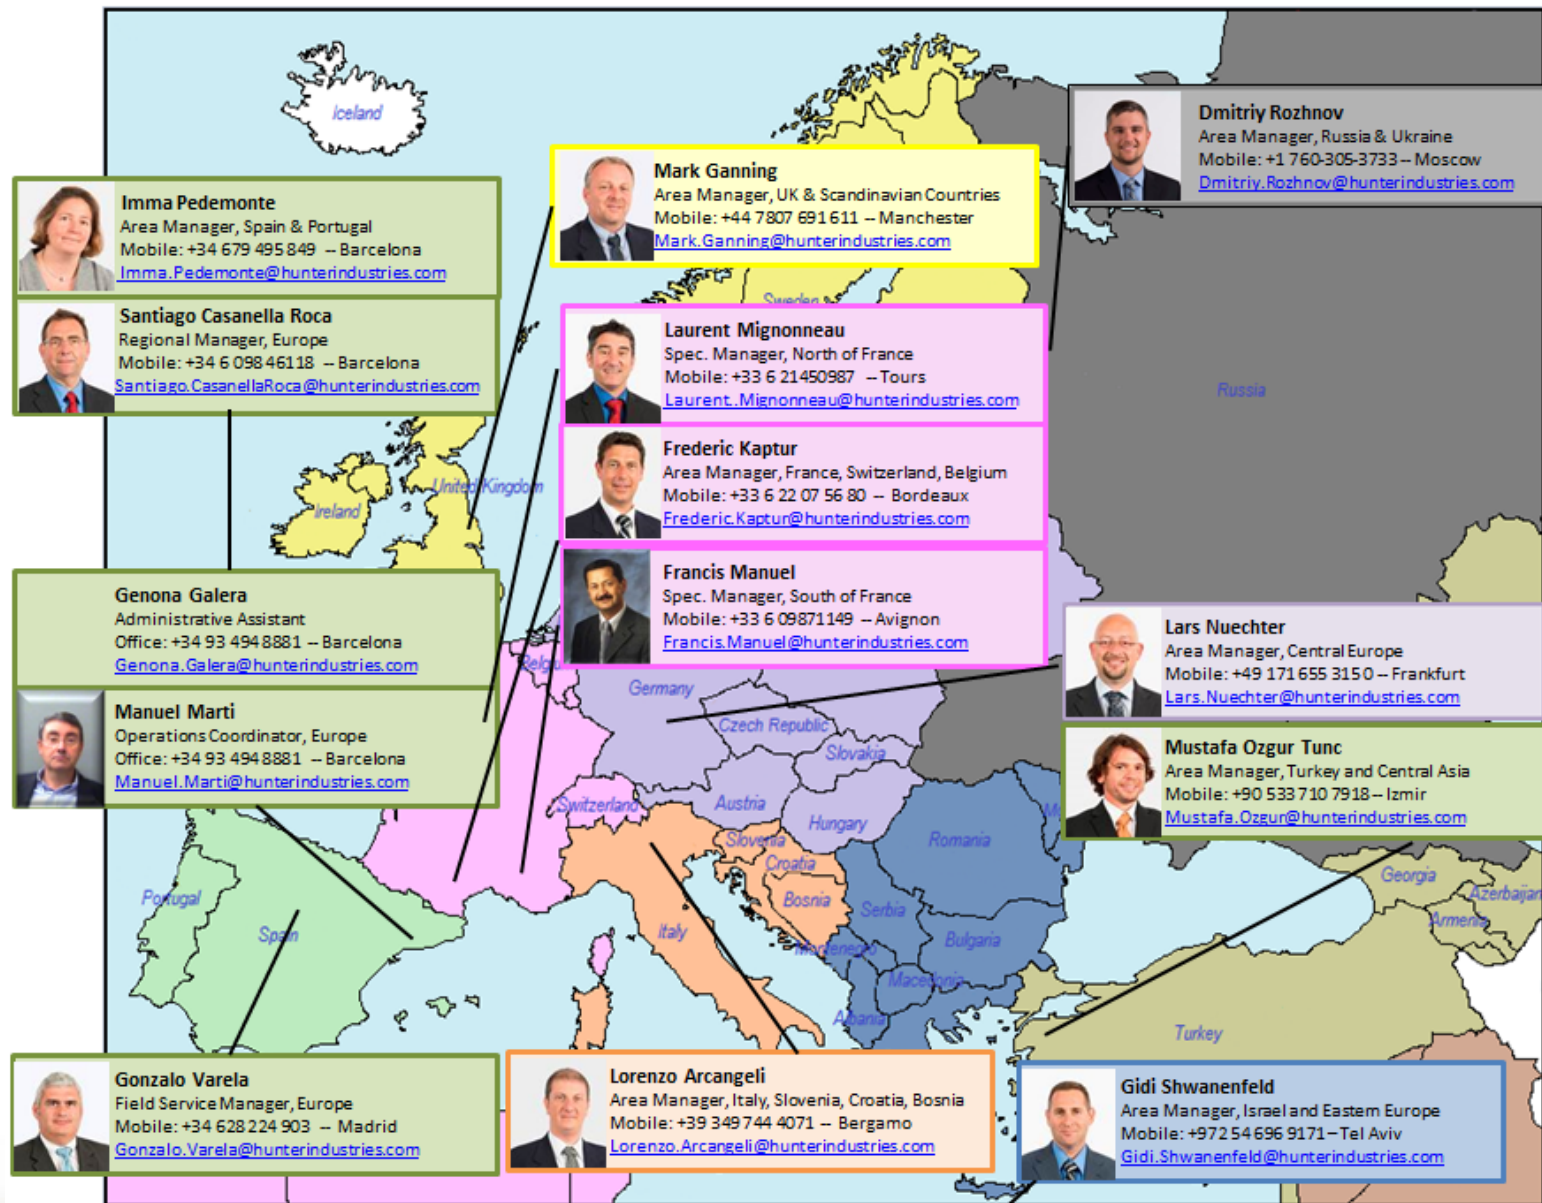 Iceland
Dmitriy Rozhnov
Area Manager, Russia & Ukraine
Mobile: +1 760-305-3733 -- Moscow
Dmitriy.Rozhnov@hunterindustries.com
Mark Ganning
Area Manager, UK & Scandinavian Countries
Mobile: +44 7807 691611 -- Manchester
Mark.Ganning@hunterindustries.com
Imma Pedemonte
Area Manager, Spain & Portugal
Mobile: +34 679 495849 -- Barcelona
Imma.Pedemonte@hunterindustries.com
Santiago Casanella Roca
Regional Manager, Europe
Mobile: +34 6 09846118 -- Barcelona
Santiago.CasanellaRoca@hunterindustries.com
Sweden
Laurent Mignonneau
Spec. Manager, North of France
Mobile: +33 6 21450987 -- Tours
Laurent..Mignonneau@hunterindustries.com
Russia
Frederic Kaptur
Area Manager, France, Switzerland, Belgium
Mobile: +33 6 22 07 56 80 -- Bordeaux
Frederic.Kaptur@hunterindustries.com
United Kingdom
Ireland
Francis Manuel
Spec. Manager, South of France
Mobile: +33 6 09871149 -- Avignon
Francis.Manuel@hunterindustries.com
Genona Galera
Administrative Assistant
Office: +34 93 4948881 -- Barcelona
Genona.Galera@hunterindustries.com
Manuel Marti
Operations Coordinator, Europe
Office: +34 93 4948881 -- Barcelona
Manuel.Marti@hunterindustries.com
Lars Nuechter
Area Manager, Central Europe
Mobile: +49 171 655 3150 -- Frankfurt
Lars.Nuechter@hunterindustries.com
Mustafa Ozgur Tunc
Area Manager, Turkey and Central Asia
Mobile: +90 533 710 7918 -- Izmir
Mustafa.Ozgur@hunterindustries.com
Germany
Czech Republic
Slovakia
Switzerland
Austria
Hungary
Slovenia
Croatia
Romania
Bosnia
Serbia
Georgia
Azerbaijan
Armenia
Portugal
Spain
Italy
Montenegro
Bulgaria
Macedonia
Albania
Turkey
Gonzalo Varela
Field Service Manager, Europe
Mobile: +34 628224 903 -- Madrid
Gonzalo.Varela@hunterindustries.com
Lorenzo Arcangeli
Area Manager, Italy, Slovenia, Croatia, Bosnia
Mobile: +39 349744 4071 -- Bergamo
Lorenzo.Arcangeli@hunterindustries.com
Gidi Shwanenfeld
Area Manager, Israel and Eastern Europe
Mobile: +972 54 696 9171 – Tel Aviv
Gidi.Shwanenfeld@hunterindustries.com